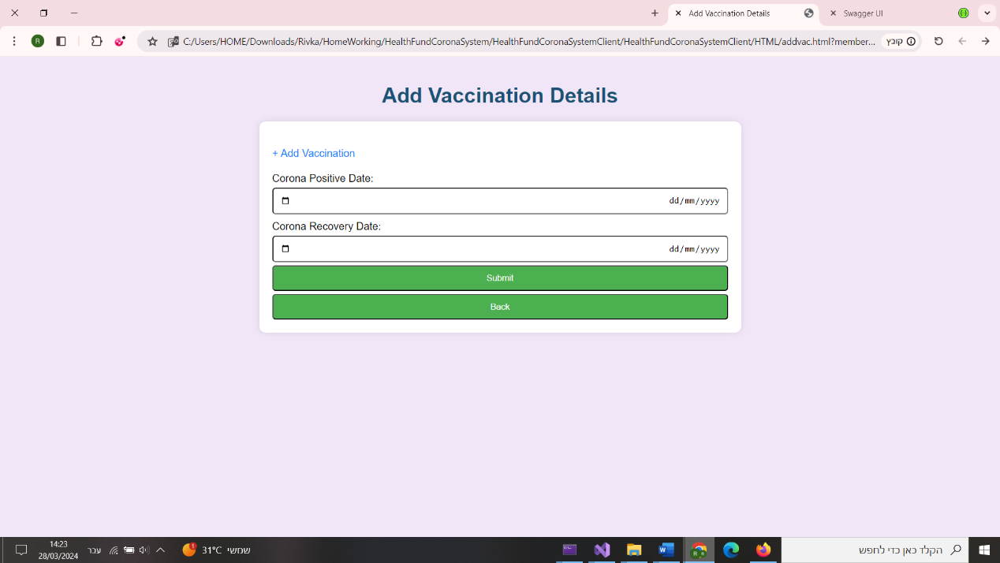 Add Vaccination Details
Swagger UI
R
C:/Users/HOME/Downloads/Rivka/HomeWorking/HealthFundCoronaSystem/HealthFundCoronaSystemClient/HealthFundCoronaSystemClient/HTML/addvac.html?member...
קובץ
Add Vaccination Details
+ Add Vaccination
Corona Positive Date:
dd/mm/yyyy
Corona Recovery Date:
dd/mm/yyyy
Submit
Back
14:23
28/03/2024
עבר
1
31°C שמשי
הקלד כאן כדי לחפש